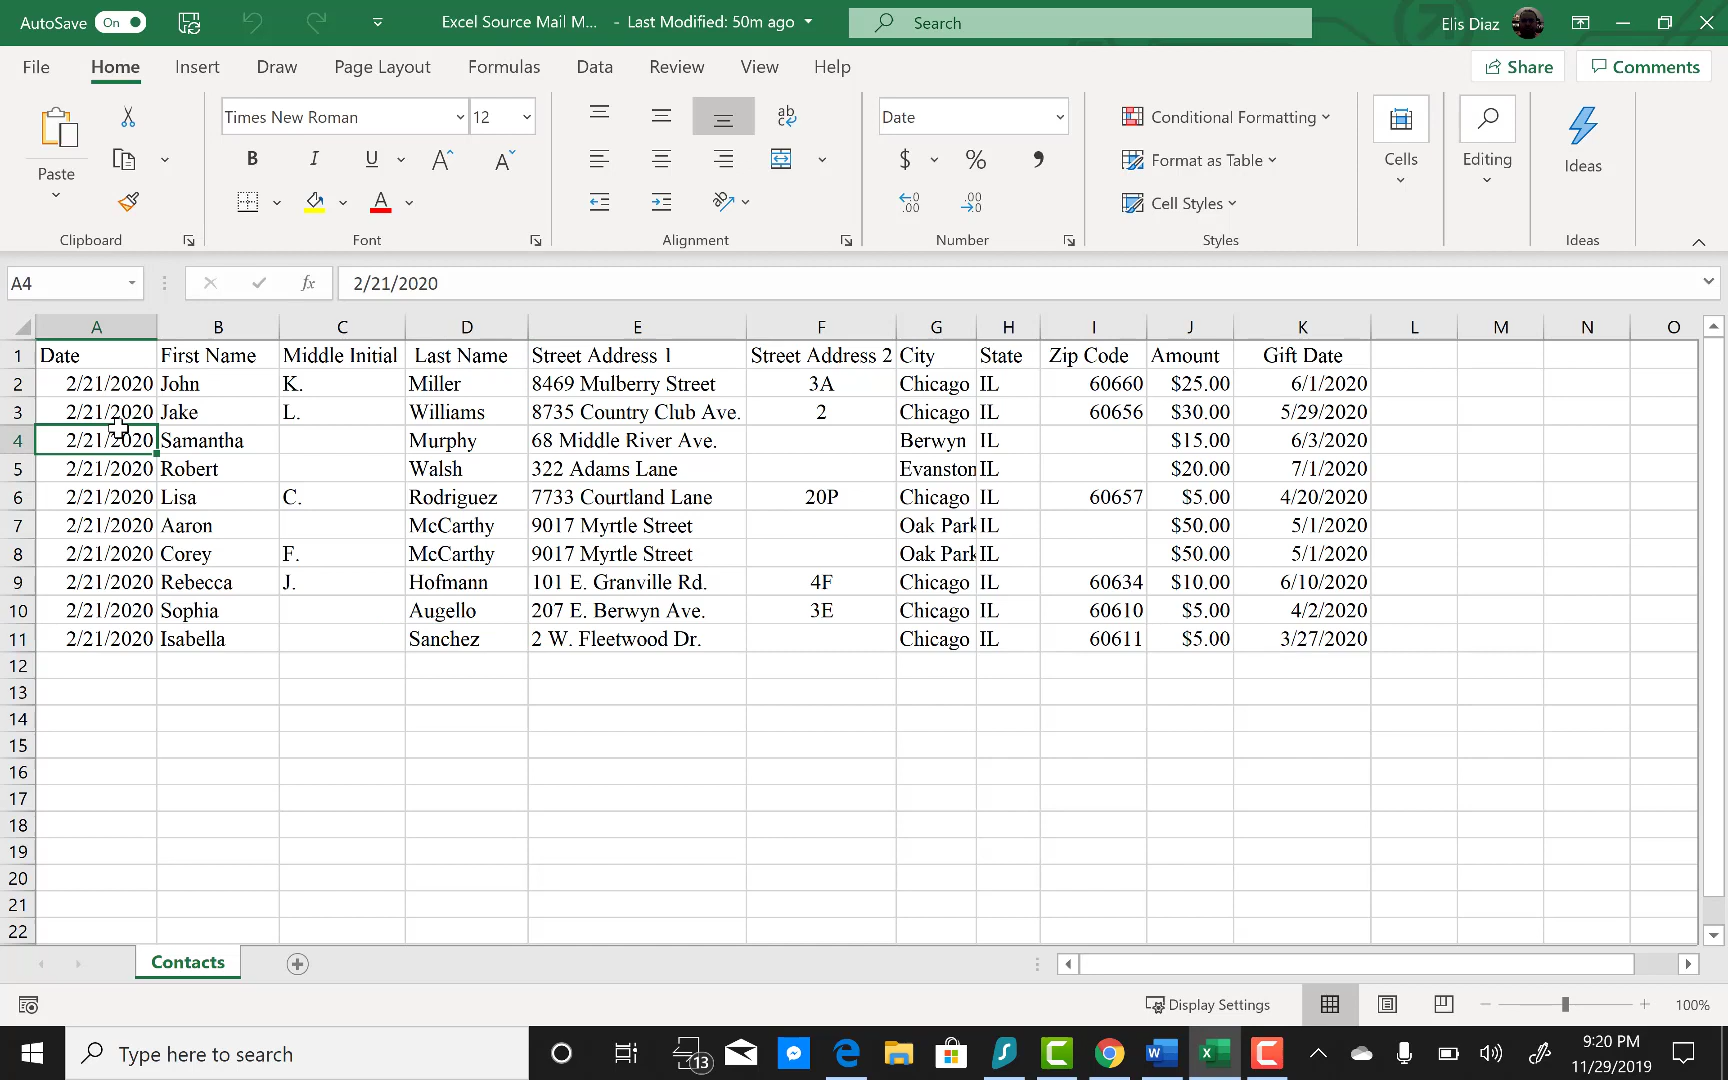 AutoSave On Excel Source Mail M... - Last Modified: 50m ago Search Elis Diaz
File Home Insert Draw Page Layout Formulas Data Review View Help Share Comments
Times New Roman 12 ab Date Conditional Formatting
Paste B I U A A $ % Format as Table Cells Editing Ideas
A Cell Styles
Clipboard Font Alignment Number Styles Ideas
A4 fx 2/21/2020
A B C D E F G H I J K L M N O
1 Date First Name Middle Initial Last Name Street Address 1 Street Address 2 City State Zip Code Amount Gift Date
2 2/21/2020 John K. Miller 8469 Mulberry Street 3A Chicago IL 60660 $25.00 6/1/2020
3 2/21/2020 Jake L. Williams 8735 Country Club Ave. 2 Chicago IL 60656 $30.00 5/29/2020
4 2/21/2020 Samantha Murphy 68 Middle River Ave. Berwyn IL $15.00 6/3/2020
5 2/21/2020 Robert Walsh 322 Adams Lane Evanston IL $20.00 7/1/2020
6 2/21/2020 Lisa C. Rodriguez 7733 Courtland Lane 20P Chicago IL 60657 $5.00 4/20/2020
7 2/21/2020 Aaron McCarthy 9017 Myrtle Street Oak Park IL $50.00 5/1/2020
8 2/21/2020 Corey F. McCarthy 9017 Myrtle Street Oak Park IL $50.00 5/1/2020
9 2/21/2020 Rebecca J. Hofmann 101 E. Granville Rd. 4F Chicago IL 60634 $10.00 6/10/2020
10 2/21/2020 Sophia Augello 207 E. Berwyn Ave. 3E Chicago IL 60610 $5.00 4/2/2020
11 2/21/2020 Isabella Sanchez 2 W. Fleetwood Dr. Chicago IL 60611 $5.00 3/27/2020
12
13
14
15
16
17
18
19
20
21
22
Contacts
Display Settings 100%
Type here to search 13 9:20 PM
11/29/2019